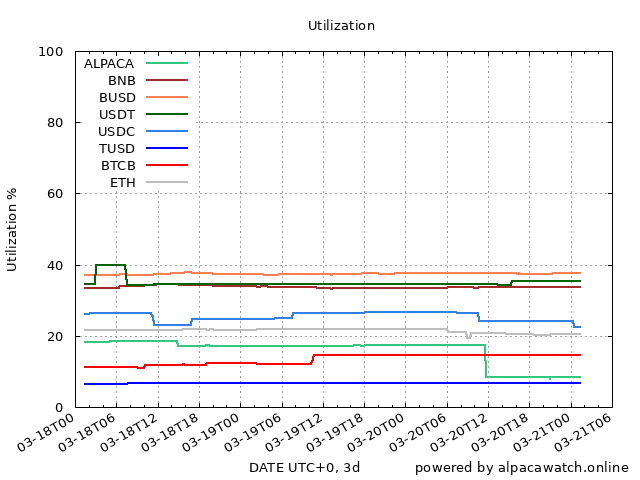 Utilization
100
80
60
40
20
0
Utilization %
ALPACA
BNB
BUSD
USDT
USDC
TUSD
BTCB
ETH
03-18T00
03-18T06
03-18T12
03-18T18
03-19T00
03-19T06
03-19T12
03-19T18
03-20T00
03-20T06
03-20T12
03-20T18
03-21T00
03-21T06
DATE UTC+0, 3d
powered by alpacawatch.online